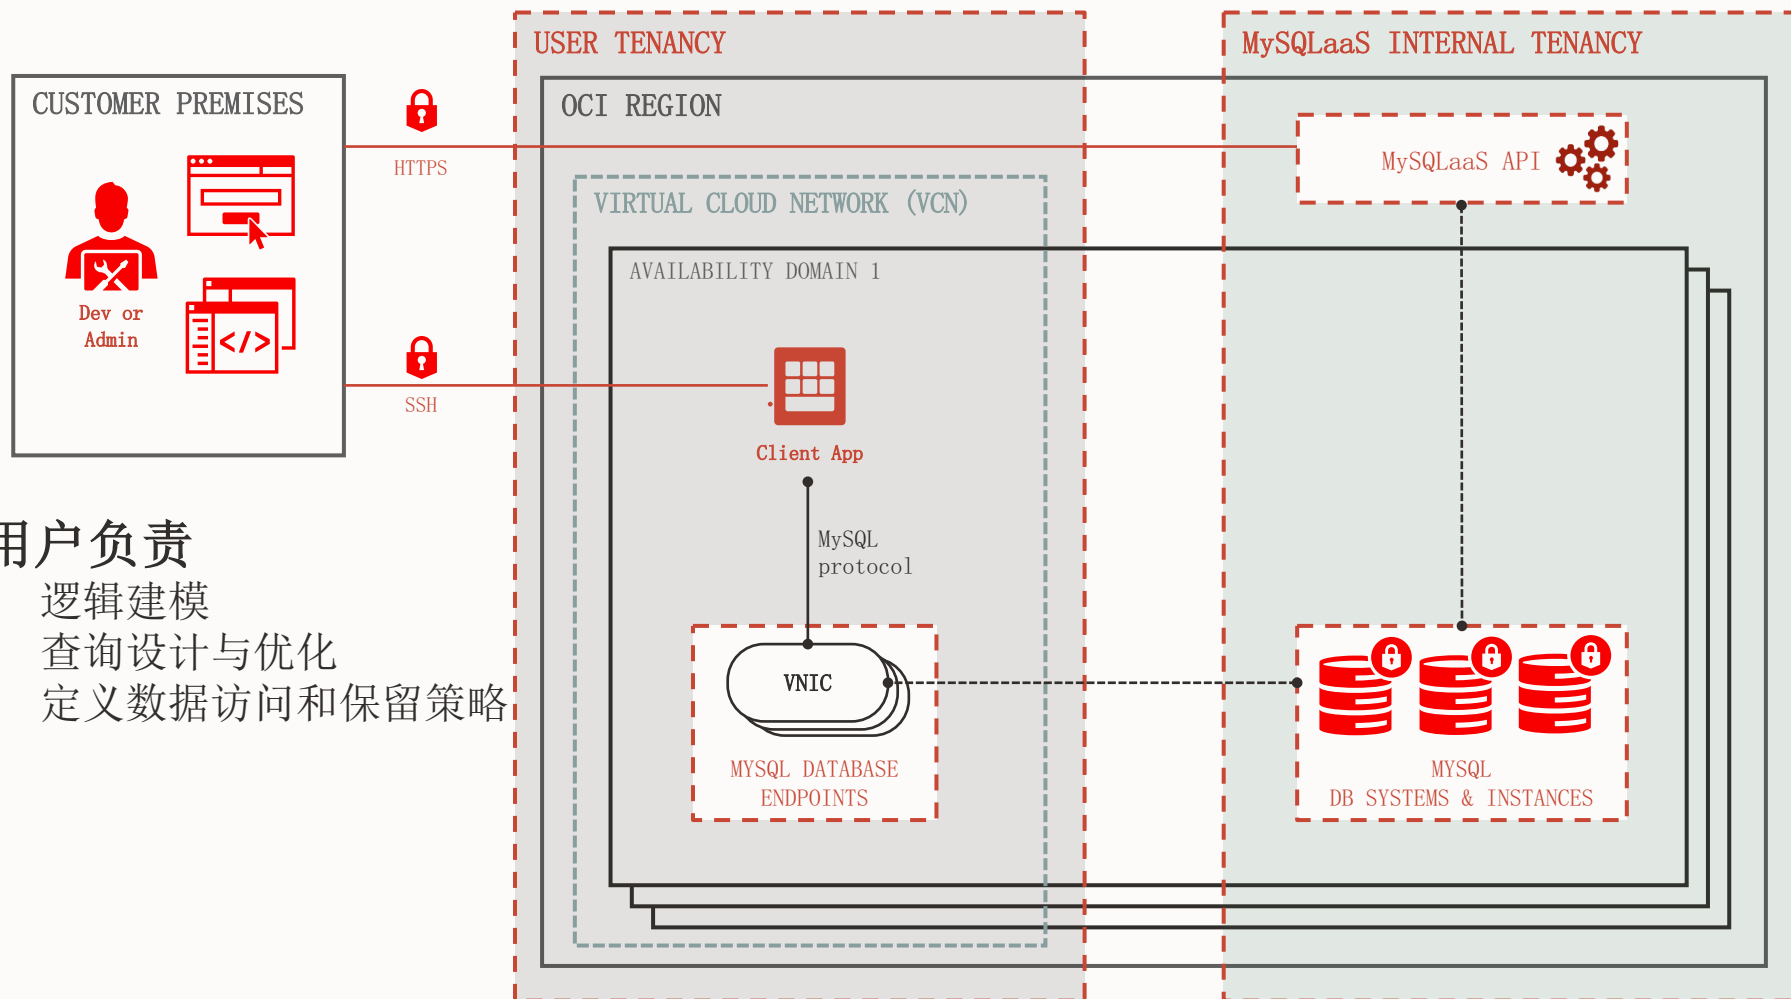 USER TENANCY
MySQLaaS INTERNAL TENANCY
CUSTOMER PREMISES
OCI REGION
HTTPS
MySQLaaS API
VIRTUAL CLOUD NETWORK (VCN)
AVAILABILITY DOMAIN 1
Dev or
Admin
</>
SSH
Client App
用户负责
逻辑建模
查询设计与优化
定义数据访问和保留策略
MySQL
protocol
VNIC
MYSQL DATABASE
ENDPOINTS
MYSQL
DB SYSTEMS & INSTANCES